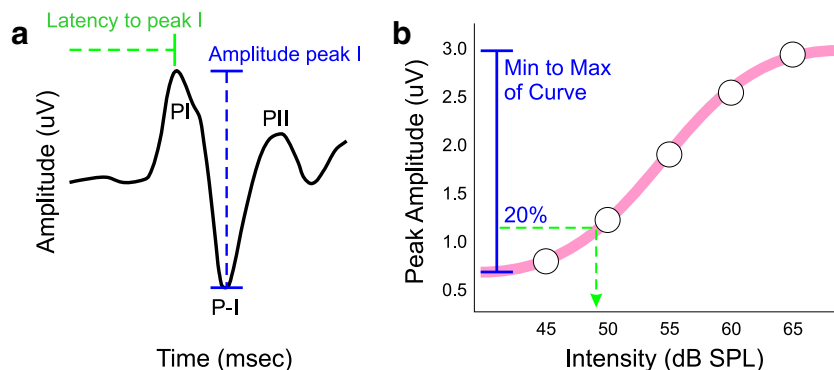 a
Latency to peak I
Amplitude peak I
PI
PII
P-I
Amplitude (uV)
Time (msec)
b
Peak Amplitude (uV)
3.0
2.5
2.0
1.5
1.0
0.5
Min to Max
of Curve
20%
45 50 55 60 65
Intensity (dB SPL)